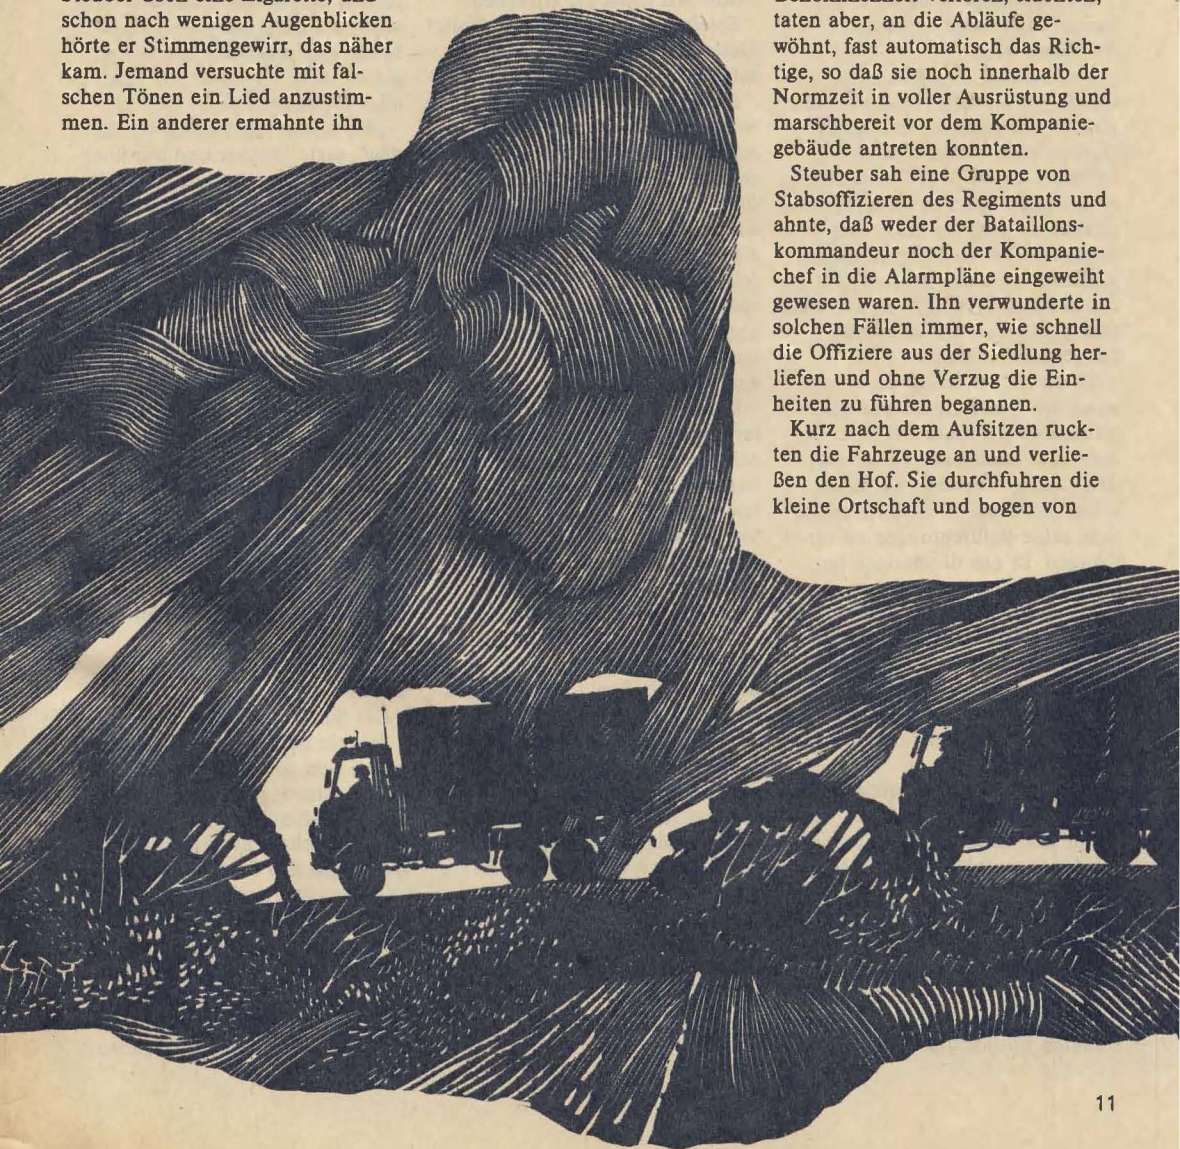 schon nach wenigen Augenblicken
hörte er Stimmengewirr, das näher
kam. Jemand versuchte mit fal-
schen Tönen ein Lied anzustim-
men. Ein anderer ermahnte ihn
taten aber, an die Abläufe ge-
wöhnt, fast automatisch das Rich-
tige, so daß sie noch innerhalb der
Normzeit in voller Ausrüstung und
marschbereit vor dem Kompanie-
gebäude antreten konnten.
Steuber sah eine Gruppe von
Stabsoffizieren des Regiments und
ahnte, daß weder der Bataillons-
kommandeur noch der Kompanie-
chef in die Alarmpläne eingeweiht
gewesen waren. Ihn verwunderte in
solchen Fällen immer, wie schnell
die Offiziere aus der Siedlung her-
liefen und ohne Verzug die Ein-
heiten zu führen begannen.
Kurz nach dem Aufsitzen ruck-
ten die Fahrzeuge an und verlie-
ßen den Hof. Sie durchfuhren die
kleine Ortschaft und bogen von
11